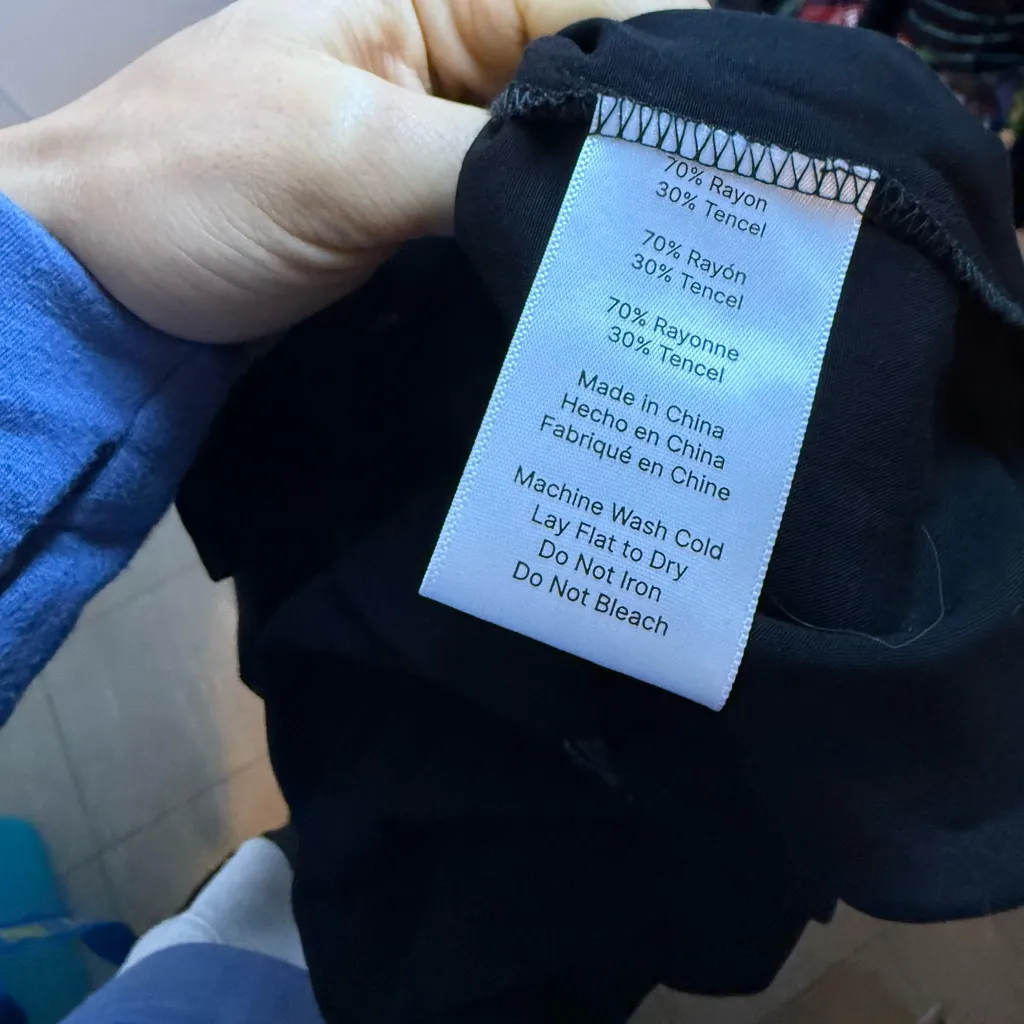 70% Rayon
30% Tencel
70% Rayón
30% Tencel
70% Rayonne
30% Tencel
Made in China
Hecho en China
Fabriqué en Chine
Machine Wash Cold
Lay Flat to Dry
Do Not Iron
Do Not Bleach